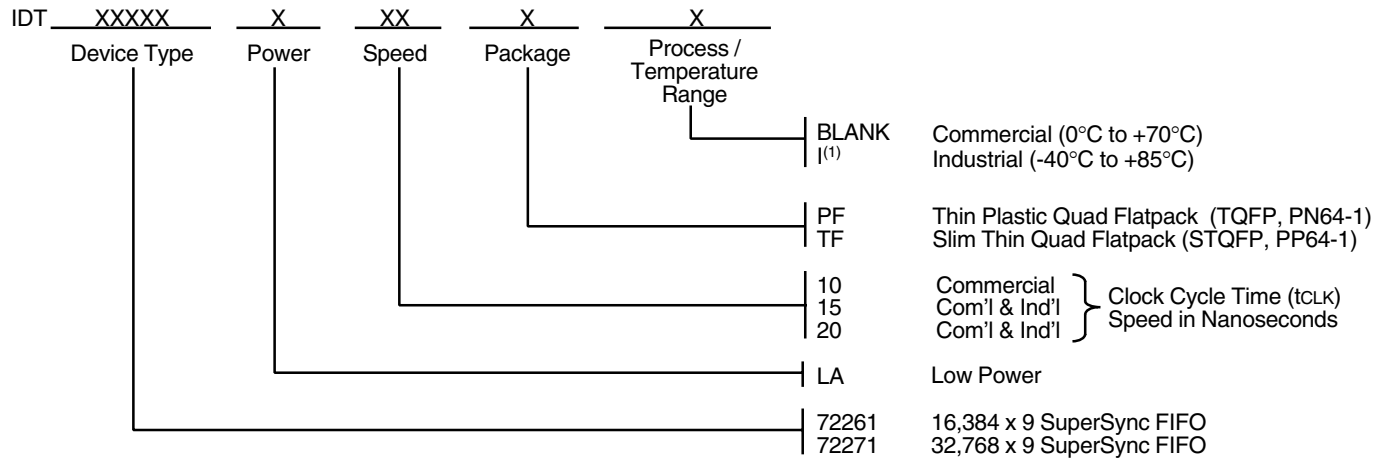 IDT XXXXX X XX X X
Device Type Power Speed Package Process /
Temperature
Range
BLANK Commercial (0°C to +70°C)
I(1) Industrial (-40°C to +85°C)
PF Thin Plastic Quad Flatpack (TQFP, PN64-1)
TF Slim Thin Quad Flatpack (STQFP, PP64-1)
10 Commercial
15 Com'l & Ind'l
20 Com'l & Ind'l
Clock Cycle Time (tCLK)
Speed in Nanoseconds
LA Low Power
72261 16,384 x 9 SuperSync FIFO
72271 32,768 x 9 SuperSync FIFO